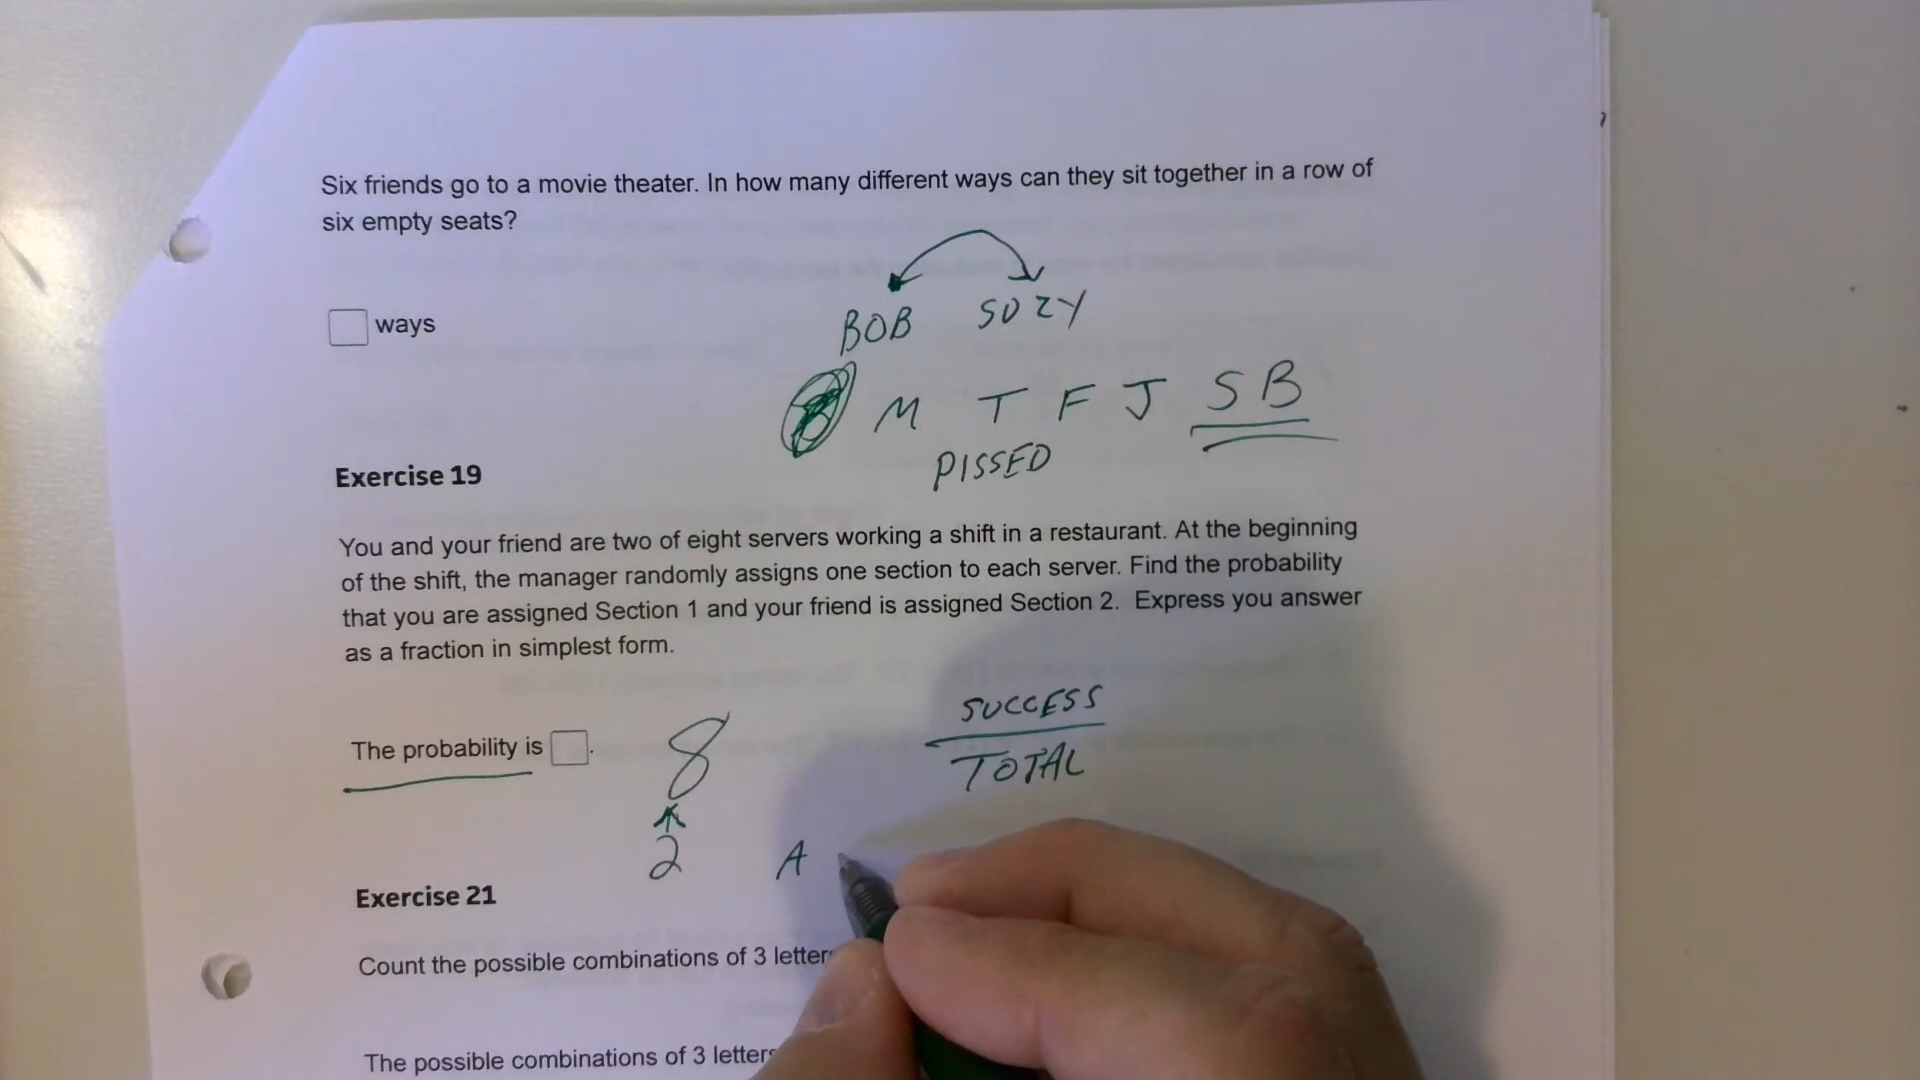 Six friends go to a movie theater. In how many different ways can they sit together in a row of
six empty seats?
ways
BOB SUZY
M T F J S B
PISSED
Exercise 19
You and your friend are two of eight servers working a shift in a restaurant. At the beginning
of the shift, the manager randomly assigns one section to each server. Find the probability
that you are assigned Section 1 and your friend is assigned Section 2. Express you answer
as a fraction in simplest form.
SUCCESS
TOTAL
The probability is .
8
2 A
Exercise 21
Count the possible combinations of 3 letter
The possible combinations of 3 letters